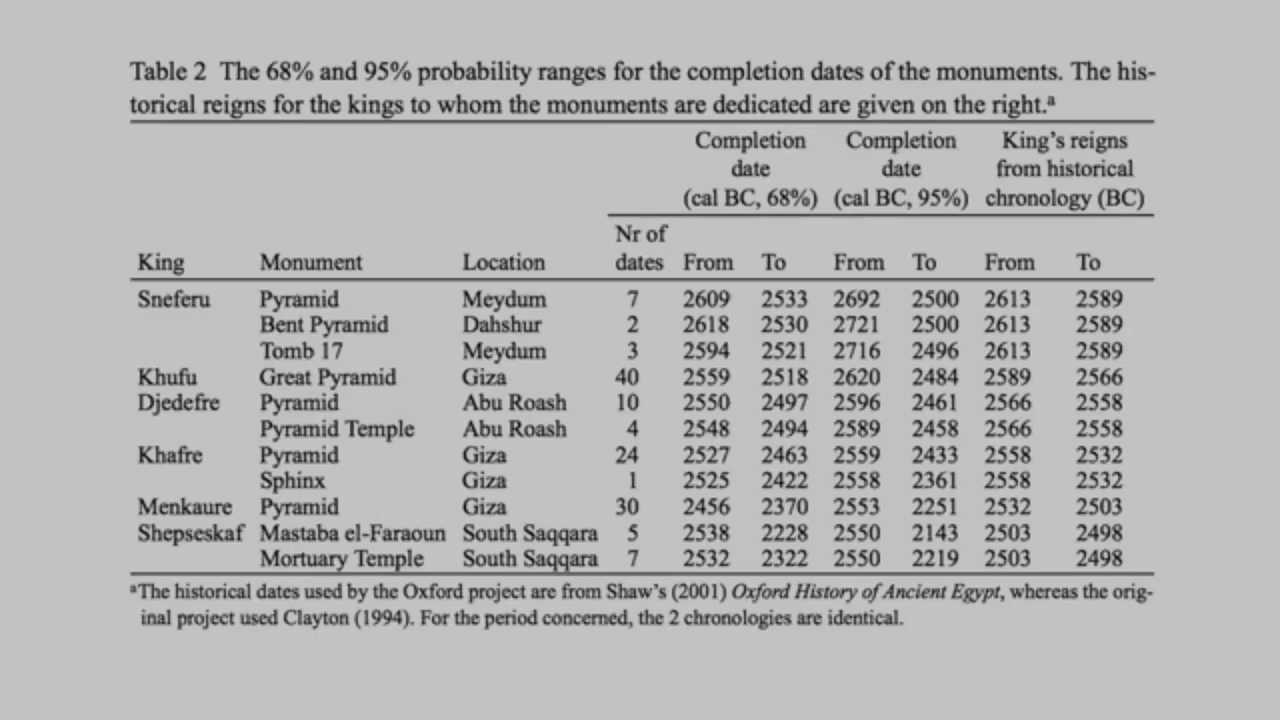 Table 2 The 68% and 95% probability ranges for the completion dates of the monuments. The his-
torical reigns for the kings to whom the monuments are dedicated are given on the right.ᵃ
Completion Completion King's reigns
date date from historical
(cal BC, 68%) (cal BC, 95%) chronology (BC)
Nr of
King Monument Location dates From To From To From To
Sneferu Pyramid Meydum 7 2609 2533 2692 2500 2613 2589
Bent Pyramid Dahshur 2 2618 2530 2721 2500 2613 2589
Tomb 17 Meydum 3 2594 2521 2716 2496 2613 2589
Khufu Great Pyramid Giza 40 2559 2518 2620 2484 2589 2566
Djedefre Pyramid Abu Roash 10 2550 2497 2596 2461 2566 2558
Pyramid Temple Abu Roash 4 2548 2494 2589 2458 2566 2558
Khafre Pyramid Giza 24 2527 2463 2559 2433 2558 2532
Sphinx Giza 1 2525 2422 2558 2361 2558 2532
Menkaure Pyramid Giza 30 2456 2370 2553 2251 2532 2503
Shepseskaf Mastaba el-Faraoun South Saqqara 5 2538 2228 2550 2143 2503 2498
Mortuary Temple South Saqqara 7 2532 2322 2550 2219 2503 2498
ᵃThe historical dates used by the Oxford project are from Shaw's (2001) Oxford History of Ancient Egypt, whereas the orig-
inal project used Clayton (1994). For the period concerned, the 2 chronologies are identical.